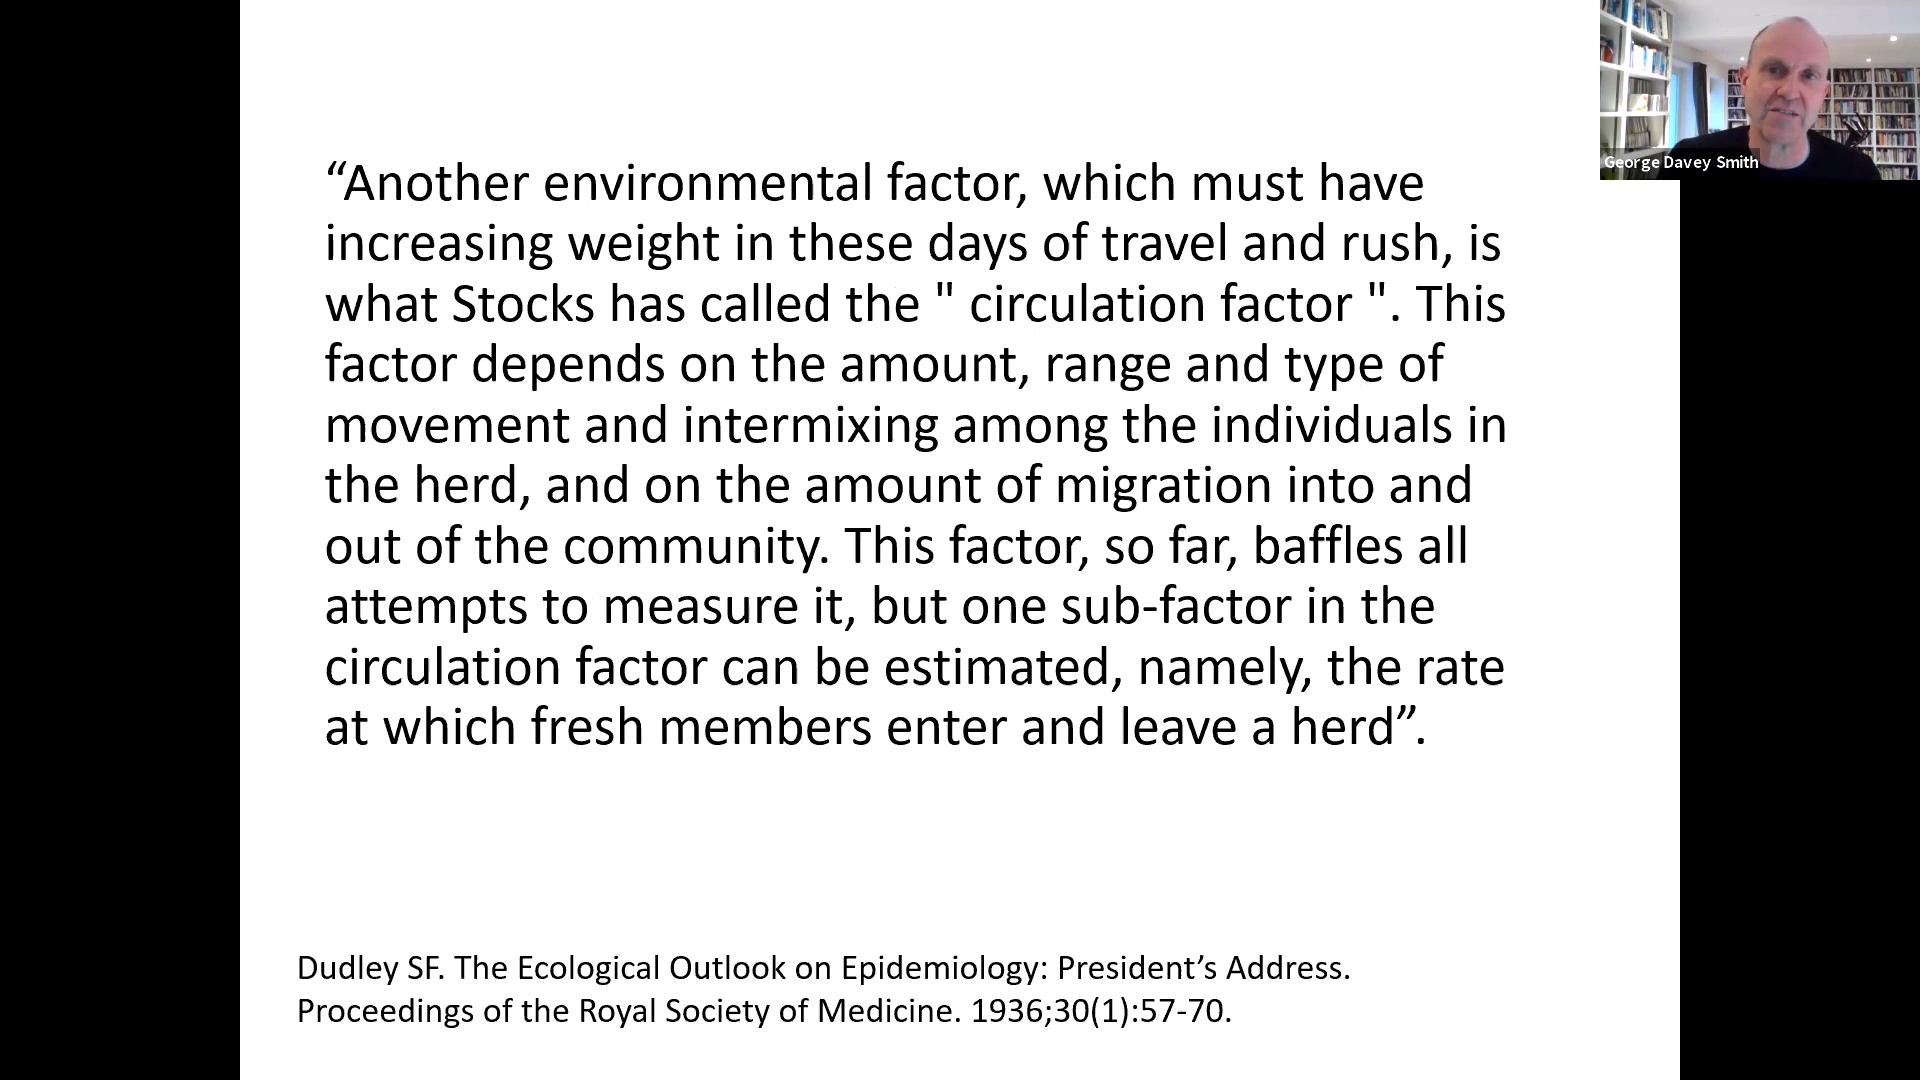 “Another environmental factor, which must have
increasing weight in these days of travel and rush, is
what Stocks has called the " circulation factor ". This
factor depends on the amount, range and type of
movement and intermixing among the individuals in
the herd, and on the amount of migration into and
out of the community. This factor, so far, baffles all
attempts to measure it, but one sub-factor in the
circulation factor can be estimated, namely, the rate
at which fresh members enter and leave a herd”.
Dudley SF. The Ecological Outlook on Epidemiology: President’s Address.
Proceedings of the Royal Society of Medicine. 1936;30(1):57-70.
George Davey Smith